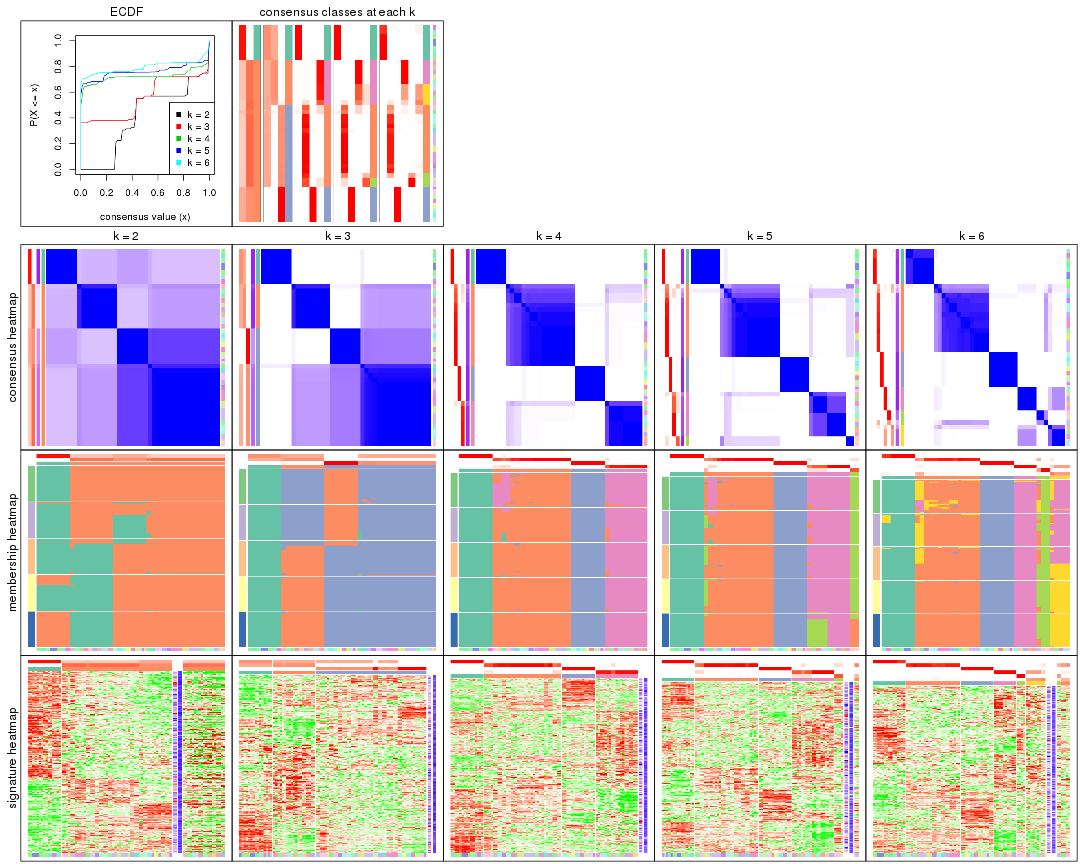 ECDF
consensus classes at each k
P(X <= x)
0.0 0.2 0.4 0.6 0.8 1.0
k = 2
k = 3
k = 4
k = 5
k = 6
0.0 0.2 0.4 0.6 0.8 1.0
consensus value (x)
k = 2
k = 3
k = 4
k = 5
k = 6
consensus heatmap
membership heatmap
signature heatmap